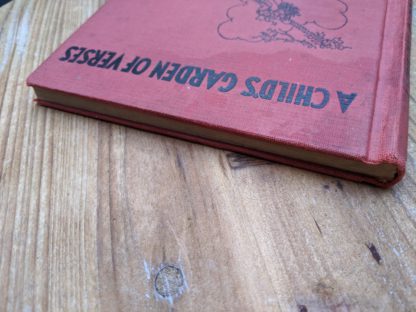 A CHILD'S GARDEN OF VERSES